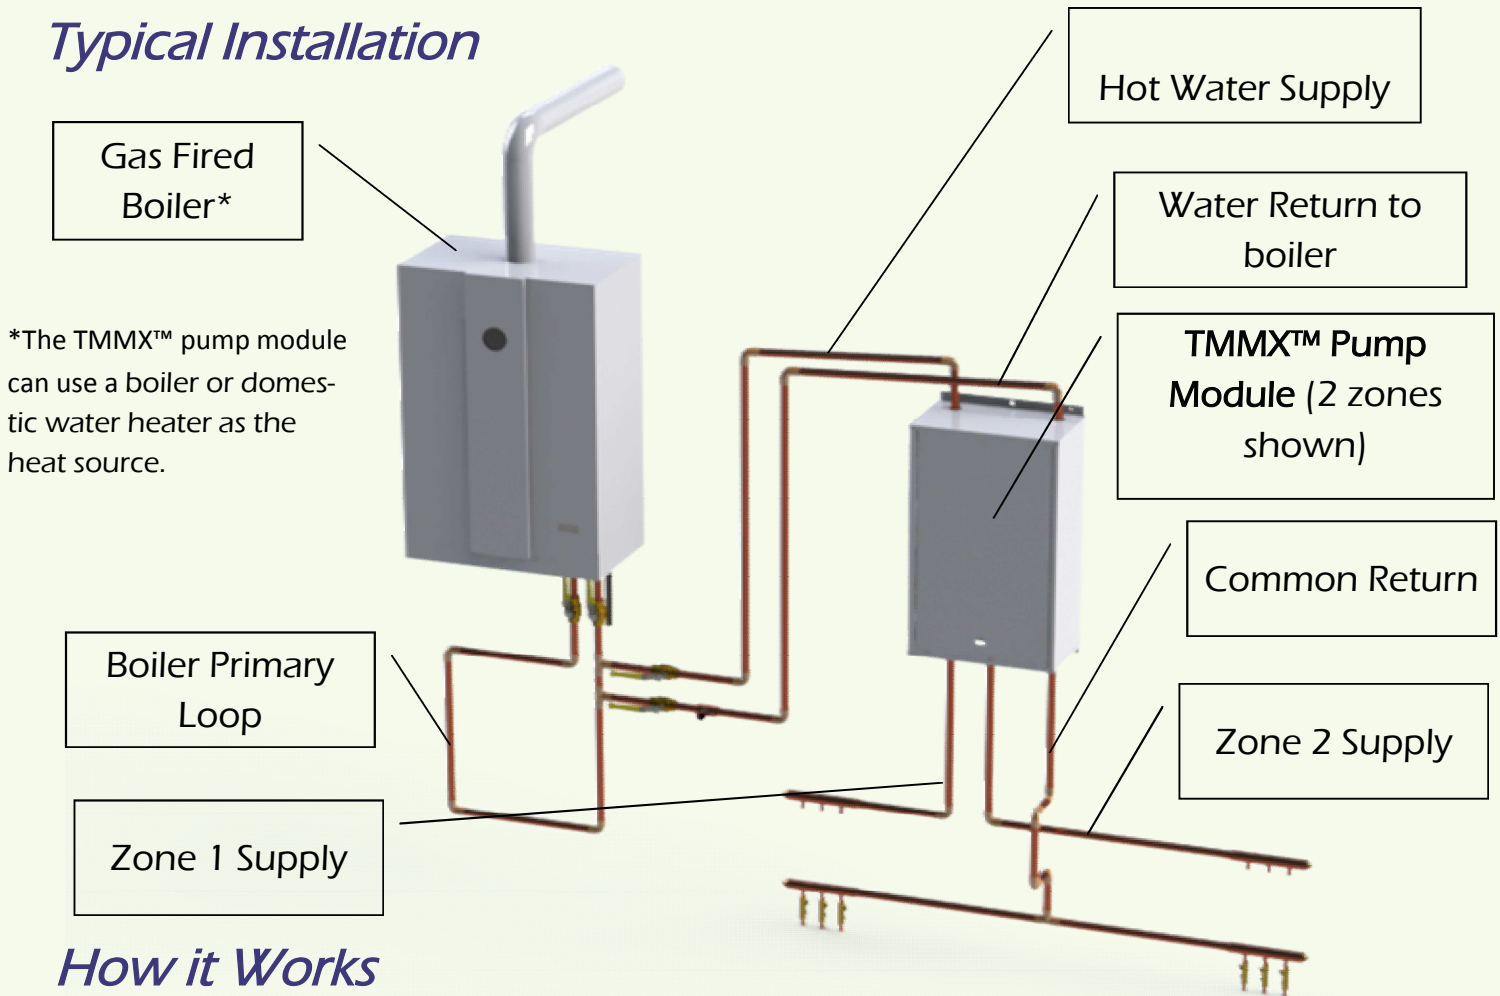 Typical Installation
Hot Water Supply
Gas Fired
Boiler*
Water Return to
boiler
*The TMMX™ pump module
can use a boiler or domes-
tic water heater as the
heat source.
TMMX™ Pump
Module (2 zones
shown)
Common Return
Boiler Primary
Loop
Zone 2 Supply
Zone 1 Supply
How it Works